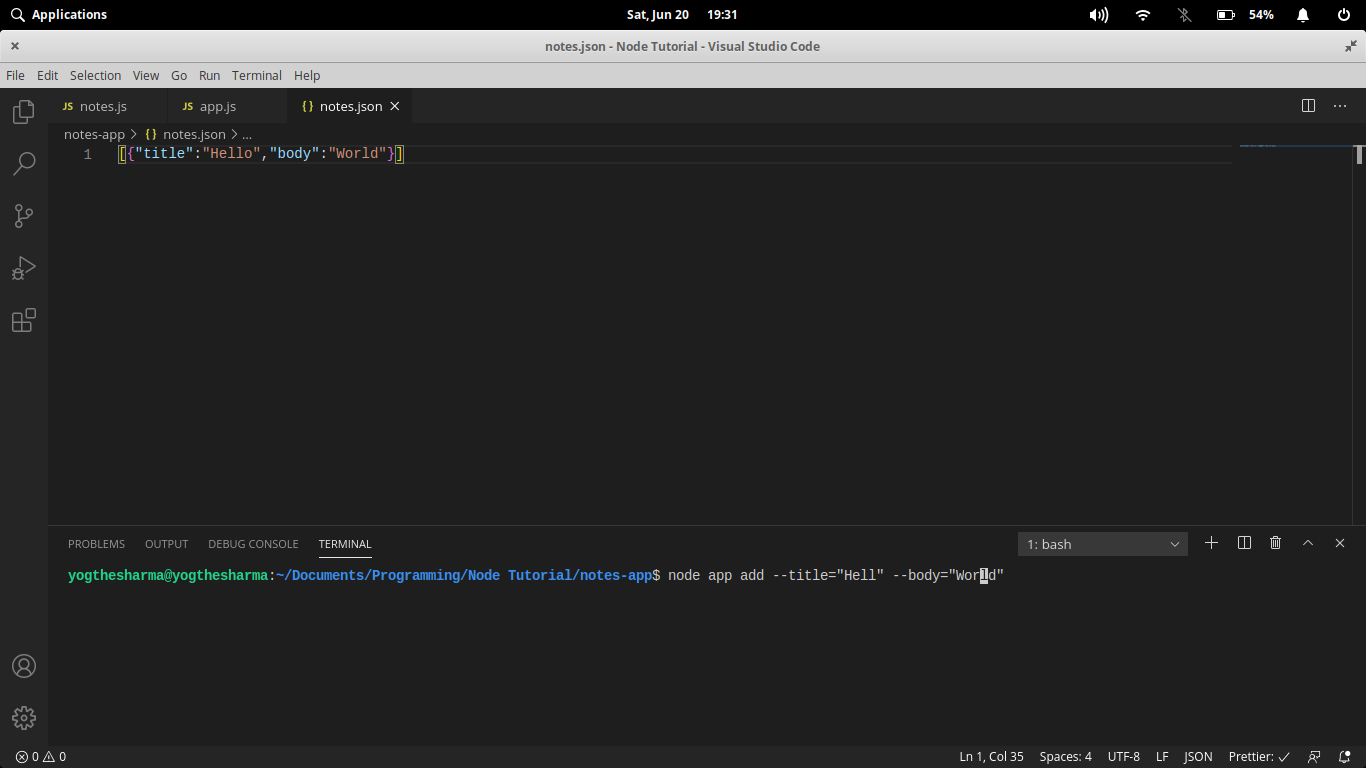 Applications Sat, Jun 20 19:31 54%
notes.json - Node Tutorial - Visual Studio Code
File Edit Selection View Go Run Terminal Help
JS notes.js JS app.js {} notes.json ×
notes-app > {} notes.json > ...
1 [{"title":"Hello","body":"World"}]
PROBLEMS OUTPUT DEBUG CONSOLE TERMINAL 1: bash
yogthesharma@yogthesharma:~/Documents/Programming/Node Tutorial/notes-app$ node app add --title="Hell" --body="World"
0 0 Ln 1, Col 35 Spaces: 4 UTF-8 LF JSON Prettier: ✓